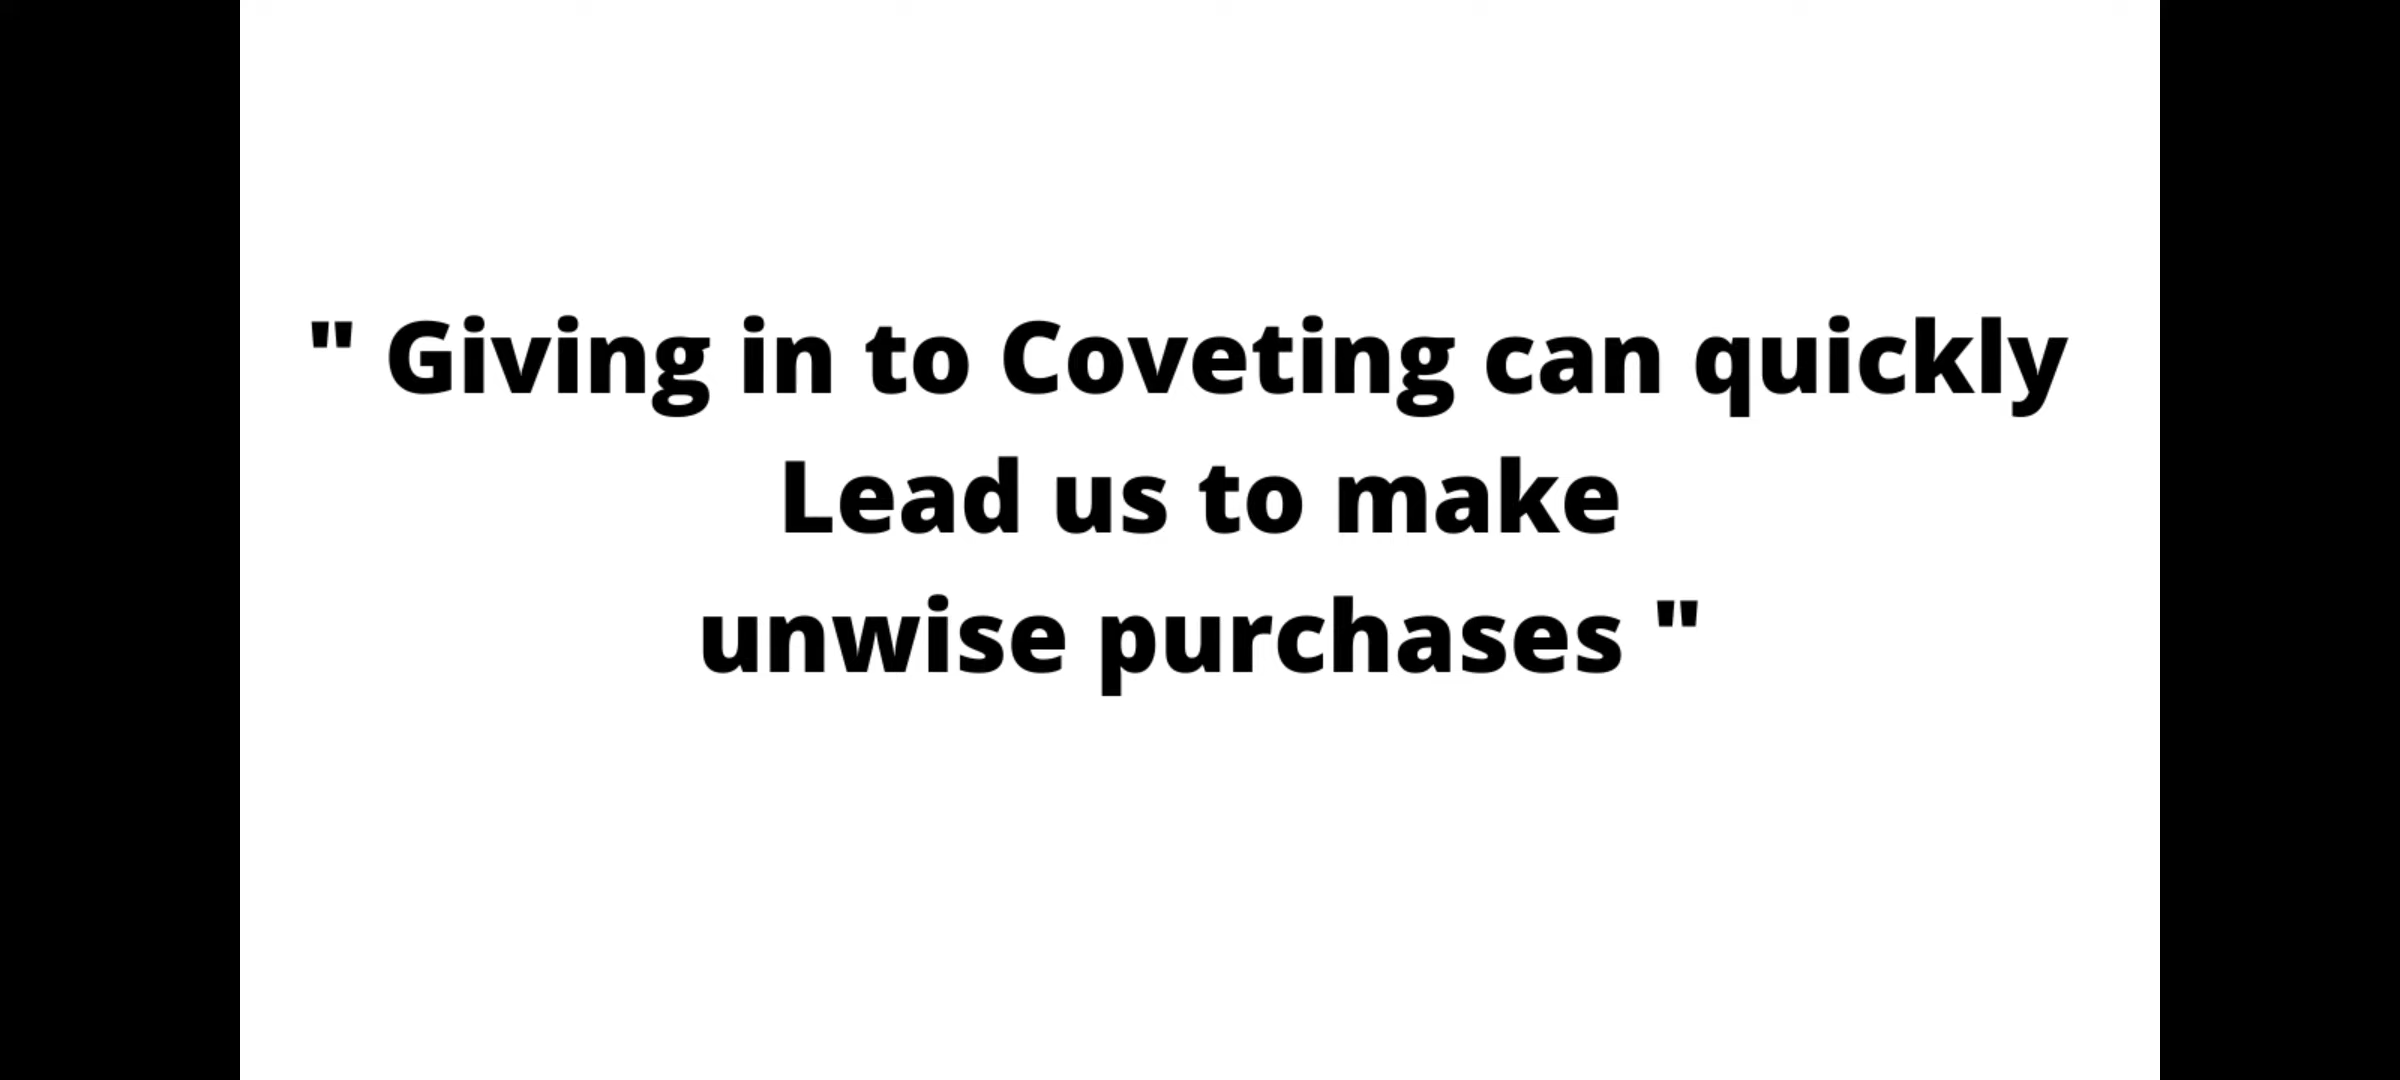 " Giving in to Coveting can quickly
Lead us to make
unwise purchases "